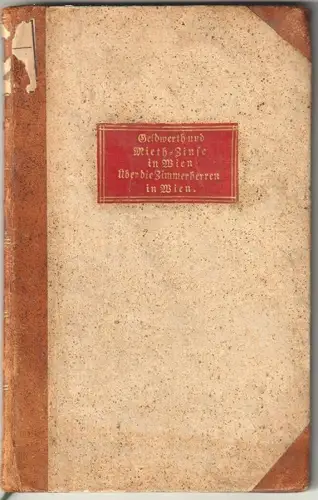 Geldwerth und
Mieth-Zinse
in Wien
Über die Zimmerherren
in Wien.